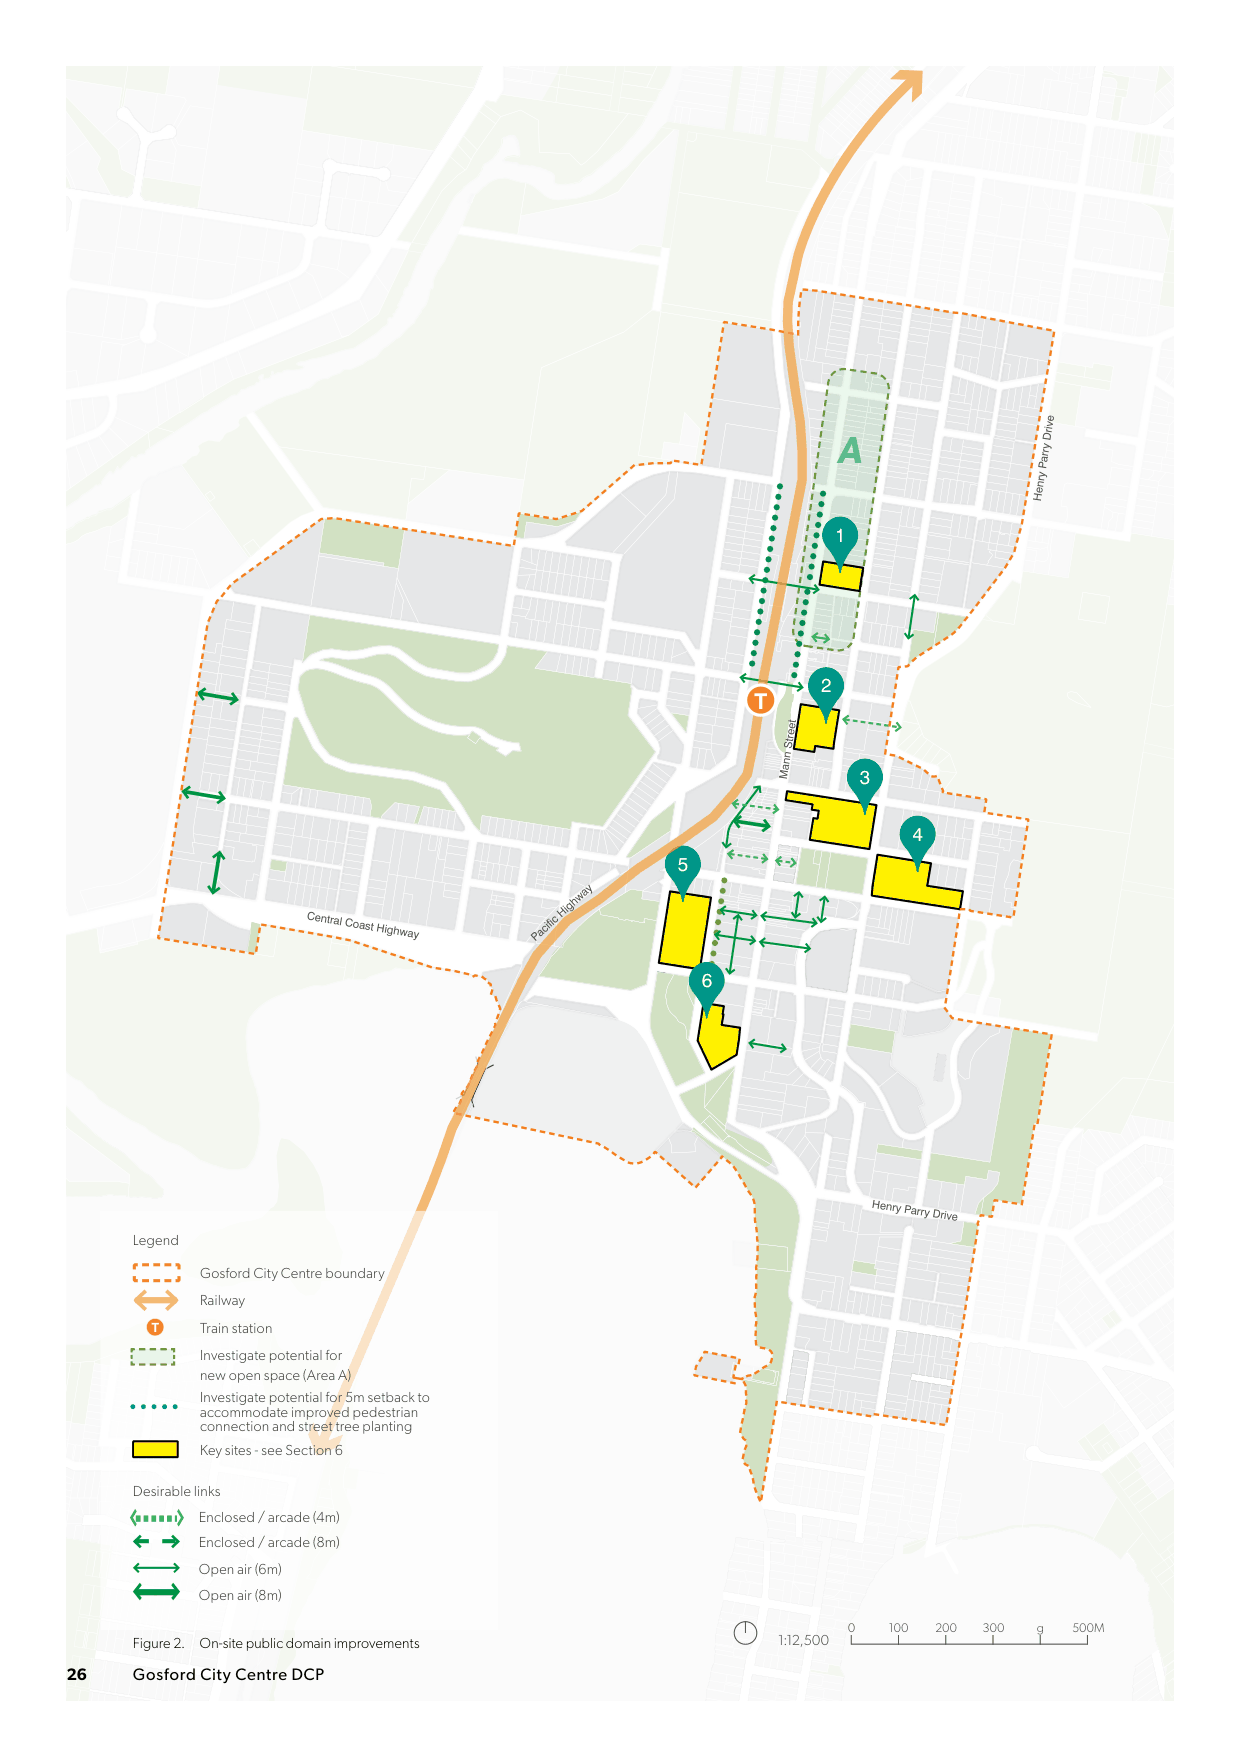 Henry Parry Drive
A
1
2
T
Mann Street
3
4
5
Pacific Highway
Central Coast Highway
6
Henry Parry Drive
Legend
Gosford City Centre boundary
Railway
T
Train station
Investigate potential for
new open space (Area A)
Investigate potential for 5m setback to
accommodate improved pedestrian
connection and street tree planting
Key sites - see Section 6
Desirable links
Enclosed / arcade (4m)
Enclosed / arcade (8m)
Open air (6m)
Open air (8m)
Figure 2. On-site public domain improvements
1:12,500
0 100 200 300 g 500M
26 Gosford City Centre DCP